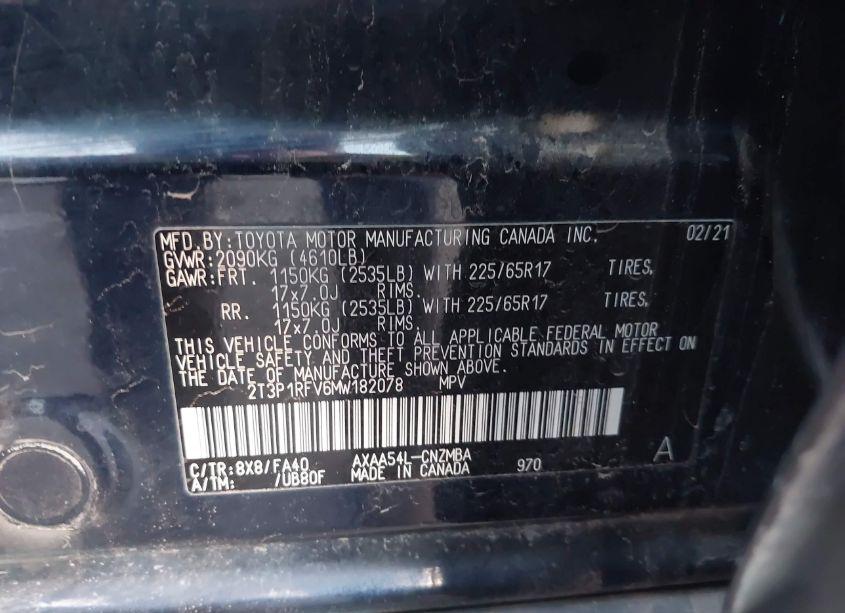 MFD. BY: TOYOTA MOTOR MANUFACTURING CANADA INC. 02/21
GVWR: 2090KG (4610LB)
GAWR: FRT. 1150KG (2535LB) WITH 225/65R17 TIRES,
17x7.0J RIMS.
RR. 1150KG (2535LB) WITH 225/65R17 TIRES,
17x7.0J RIMS.
THIS VEHICLE CONFORMS TO ALL APPLICABLE FEDERAL MOTOR
VEHICLE SAFETY AND THEFT PREVENTION STANDARDS IN EFFECT ON
THE DATE OF MANUFACTURE SHOWN ABOVE.
2T3P1RFV6MW182078 MPV
A
C/TR: 8X8/FA40 AXAA54L-CNZMBA
A/TM: /UB80F MADE IN CANADA 970